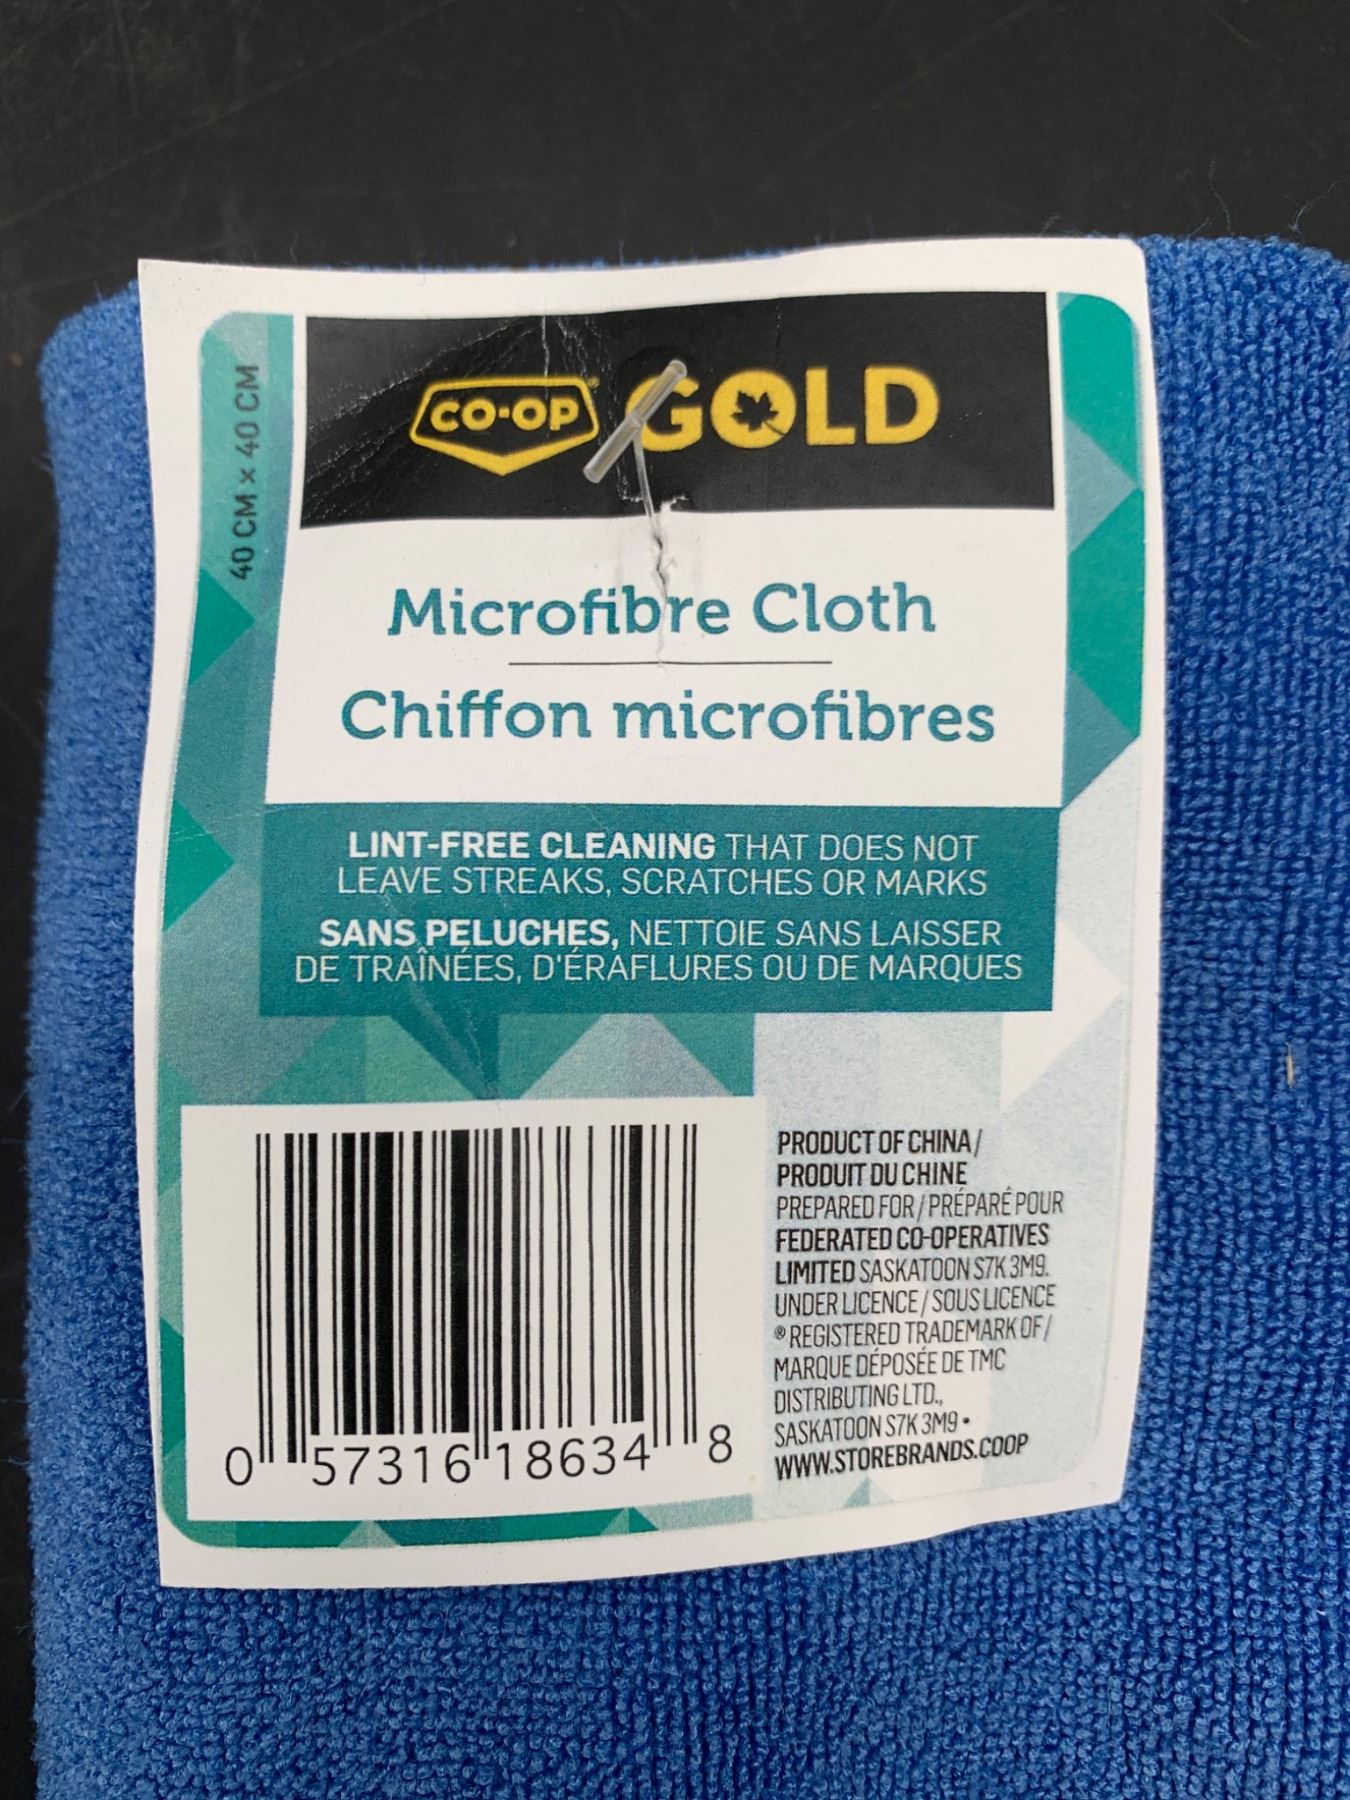 40 CM x 40 CM
CO-OP® GOLD
Microfibre Cloth
Chiffon microfibres
LINT-FREE CLEANING THAT DOES NOT
LEAVE STREAKS, SCRATCHES OR MARKS
SANS PELUCHES, NETTOIE SANS LAISSER
DE TRAÎNÉES, D'ÉRAFLURES OU DE MARQUES
0 57316 18634 8
PRODUCT OF CHINA/
PRODUIT DU CHINE
PREPARED FOR / PRÉPARÉ POUR
FEDERATED CO-OPERATIVES
LIMITED SASKATOON S7K 3M9.
UNDER LICENCE / SOUS LICENCE
® REGISTERED TRADEMARK OF/
MARQUE DÉPOSÉE DE TMC
DISTRIBUTING LTD.,
SASKATOON S7K 3M9 •
WWW.STOREBRANDS.COOP